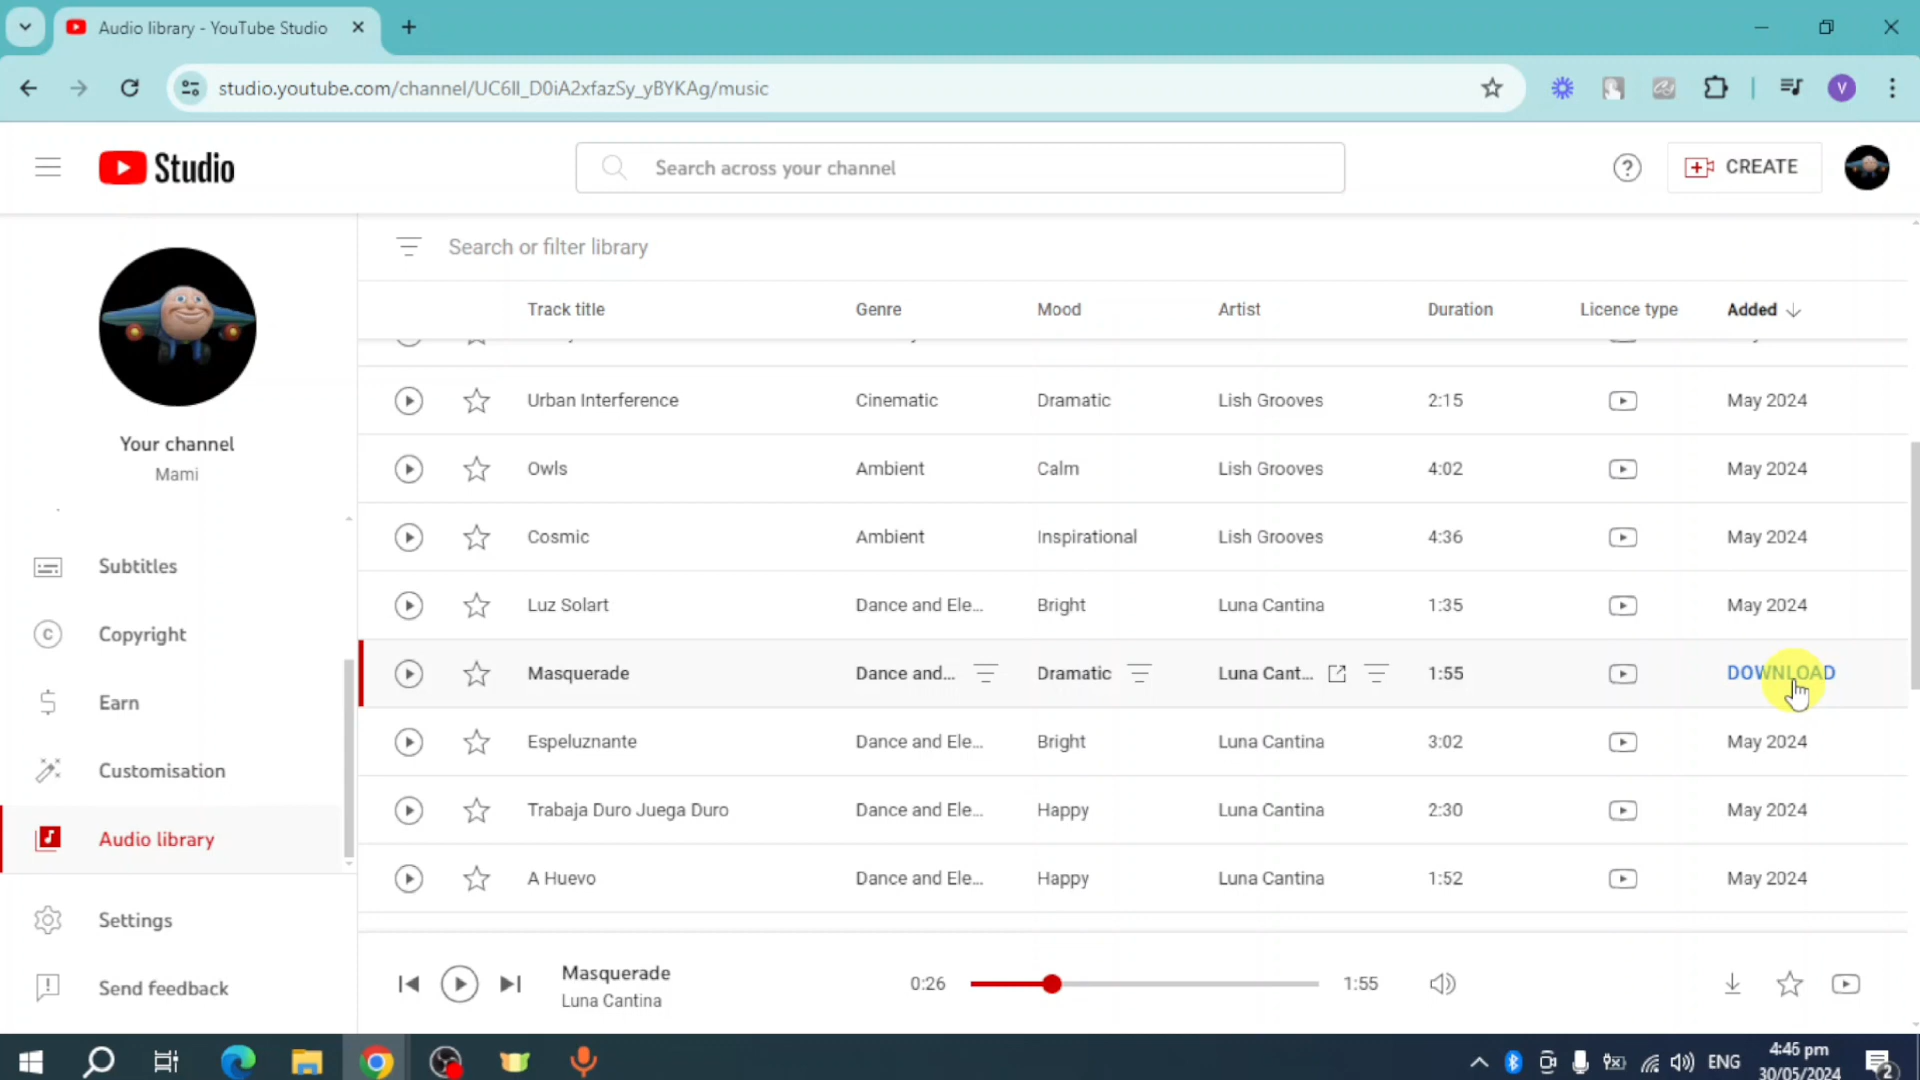 Audio library - YouTube Studio
studio.youtube.com/channel/UC6ll_D0iA2xfazSy_yBYKAg/music
V
Studio
Search across your channel
CREATE
Your channel
Mami
Subtitles
Copyright
Earn
Customisation
Audio library
Settings
Send feedback
Search or filter library
Track title Genre Mood Artist Duration Licence type Added
Urban Interference Cinematic Dramatic Lish Grooves 2:15 May 2024
Owls Ambient Calm Lish Grooves 4:02 May 2024
Cosmic Ambient Inspirational Lish Grooves 4:36 May 2024
Luz Solart Dance and Ele... Bright Luna Cantina 1:35 May 2024
Masquerade Dance and... Dramatic Luna Cant... 1:55 DOWNLOAD
Espeluznante Dance and Ele... Bright Luna Cantina 3:02 May 2024
Trabaja Duro Juega Duro Dance and Ele... Happy Luna Cantina 2:30 May 2024
A Huevo Dance and Ele... Happy Luna Cantina 1:52 May 2024
Masquerade
Luna Cantina
0:26 1:55
ENG
4:45 pm
30/05/2024
2